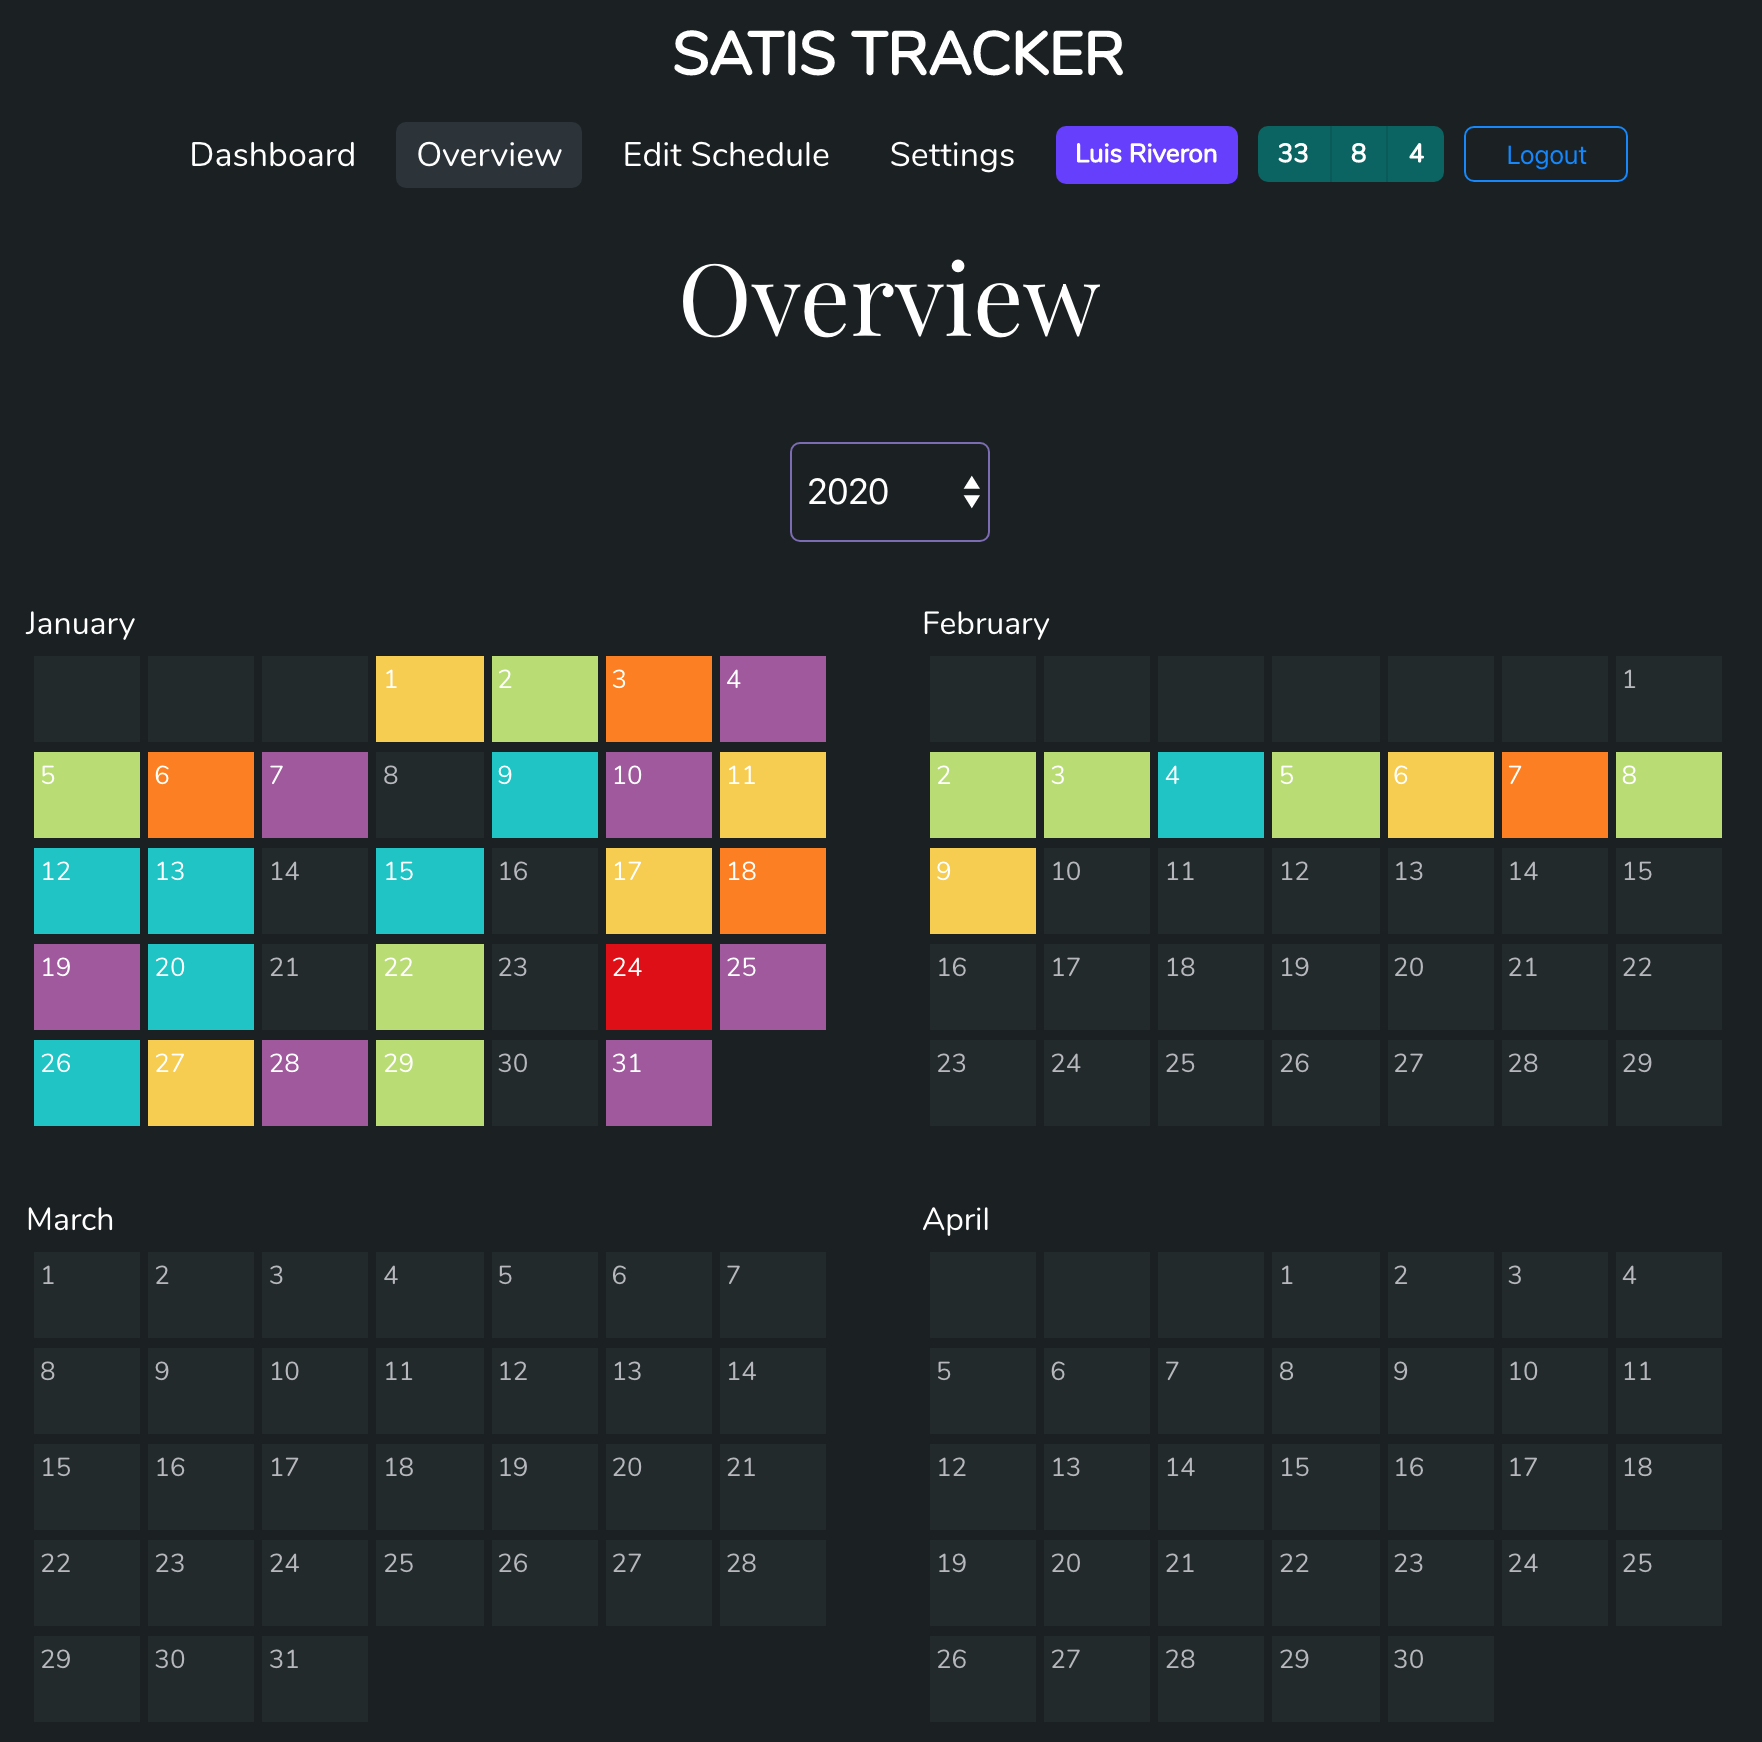 SATIS TRACKER
Dashboard Overview Edit Schedule Settings Luis Riveron 33 8 4 Logout
Overview
2020
January
1 2 3 4
5 6 7 8 9 10 11
12 13 14 15 16 17 18
19 20 21 22 23 24 25
26 27 28 29 30 31
February
1
2 3 4 5 6 7 8
9 10 11 12 13 14 15
16 17 18 19 20 21 22
23 24 25 26 27 28 29
March
1 2 3 4 5 6 7
8 9 10 11 12 13 14
15 16 17 18 19 20 21
22 23 24 25 26 27 28
29 30 31
April
1 2 3 4
5 6 7 8 9 10 11
12 13 14 15 16 17 18
19 20 21 22 23 24 25
26 27 28 29 30